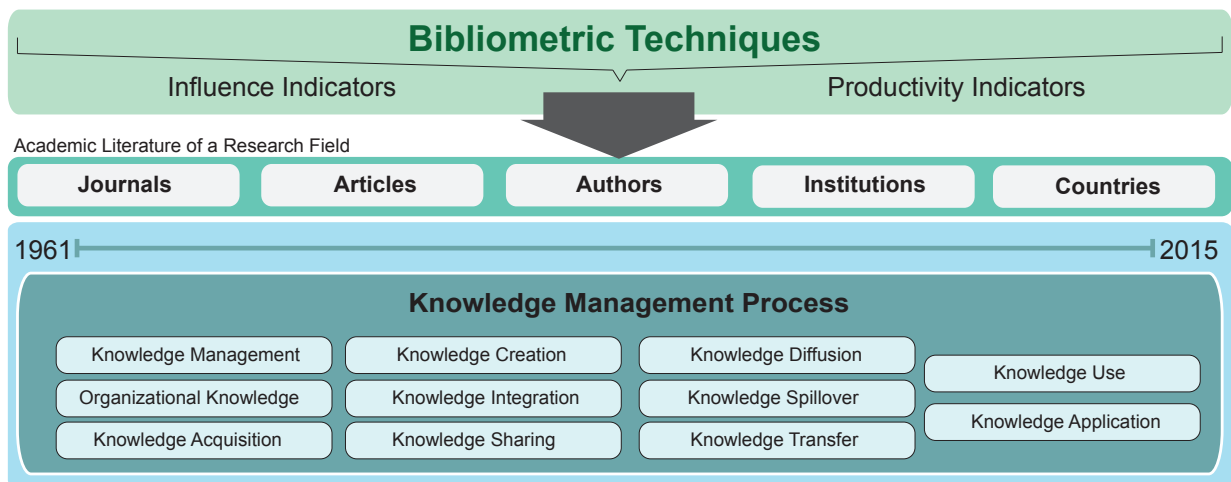 Bibliometric Techniques
Influence Indicators
Productivity Indicators
Academic Literature of a Research Field
Journals
Articles
Authors
Institutions
Countries
1961
2015
Knowledge Management Process
Knowledge Management
Organizational Knowledge
Knowledge Acquisition
Knowledge Creation
Knowledge Integration
Knowledge Sharing
Knowledge Diffusion
Knowledge Spillover
Knowledge Transfer
Knowledge Use
Knowledge Application